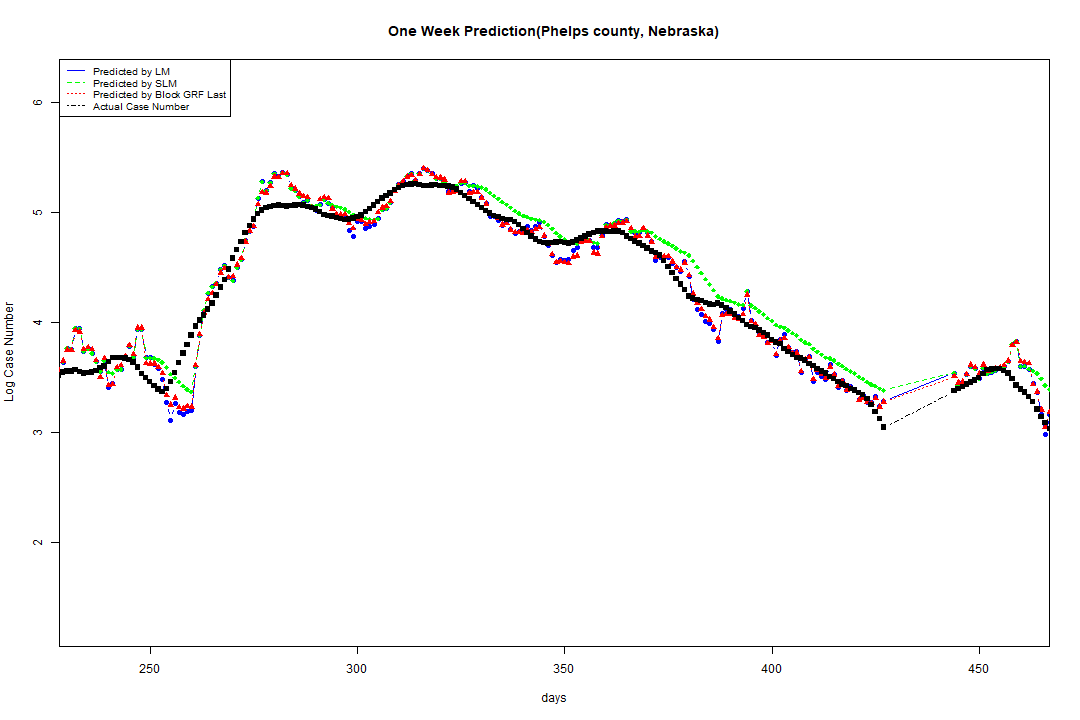 One Week Prediction(Phelps county, Nebraska)
Predicted by LM
Predicted by SLM
Predicted by Block GRF Last
Actual Case Number
6
5
4
3
2
Log Case Number
250
300
350
400
450
days